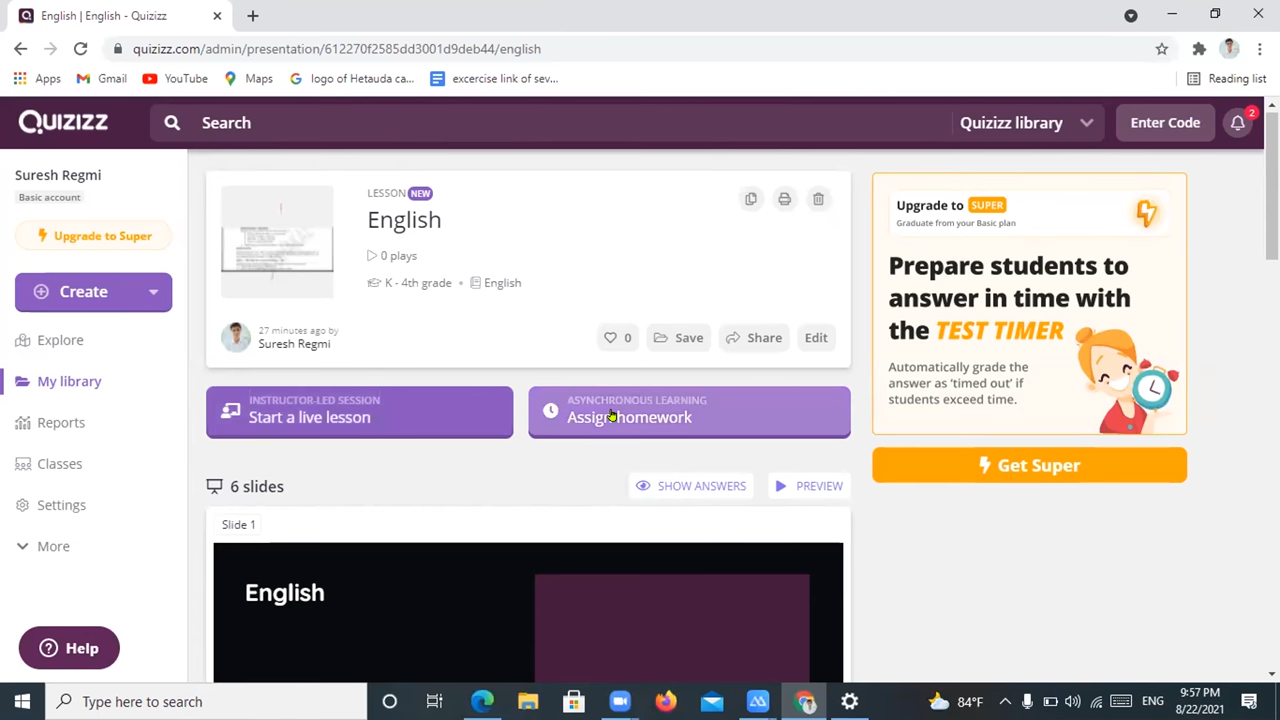 English | English - Quizizz
quizizz.com/admin/presentation/612270f2585dd3001d9deb44/english
Apps
Gmail
YouTube
Maps
logo of Hetauda ca...
excercise link of sev...
Reading list
QUIZIZZ
Search
Quizizz library
Enter Code
2
Suresh Regmi
Basic account
Upgrade to Super
Create
Explore
My library
Reports
Classes
Settings
More
Help
LESSON NEW
English
0 plays
K - 4th grade • English
27 minutes ago by
Suresh Regmi
0
Save
Share
Edit
INSTRUCTOR-LED SESSION
Start a live lesson
ASYNCHRONOUS LEARNING
Assign homework
6 slides
SHOW ANSWERS
PREVIEW
Slide 1
English
Upgrade to SUPER
Graduate from your Basic plan
Prepare students to
answer in time with
the TEST TIMER
Automatically grade the
answer as 'timed out' if
students exceed time.
Get Super
Type here to search
84°F
ENG
9:57 PM
8/22/2021